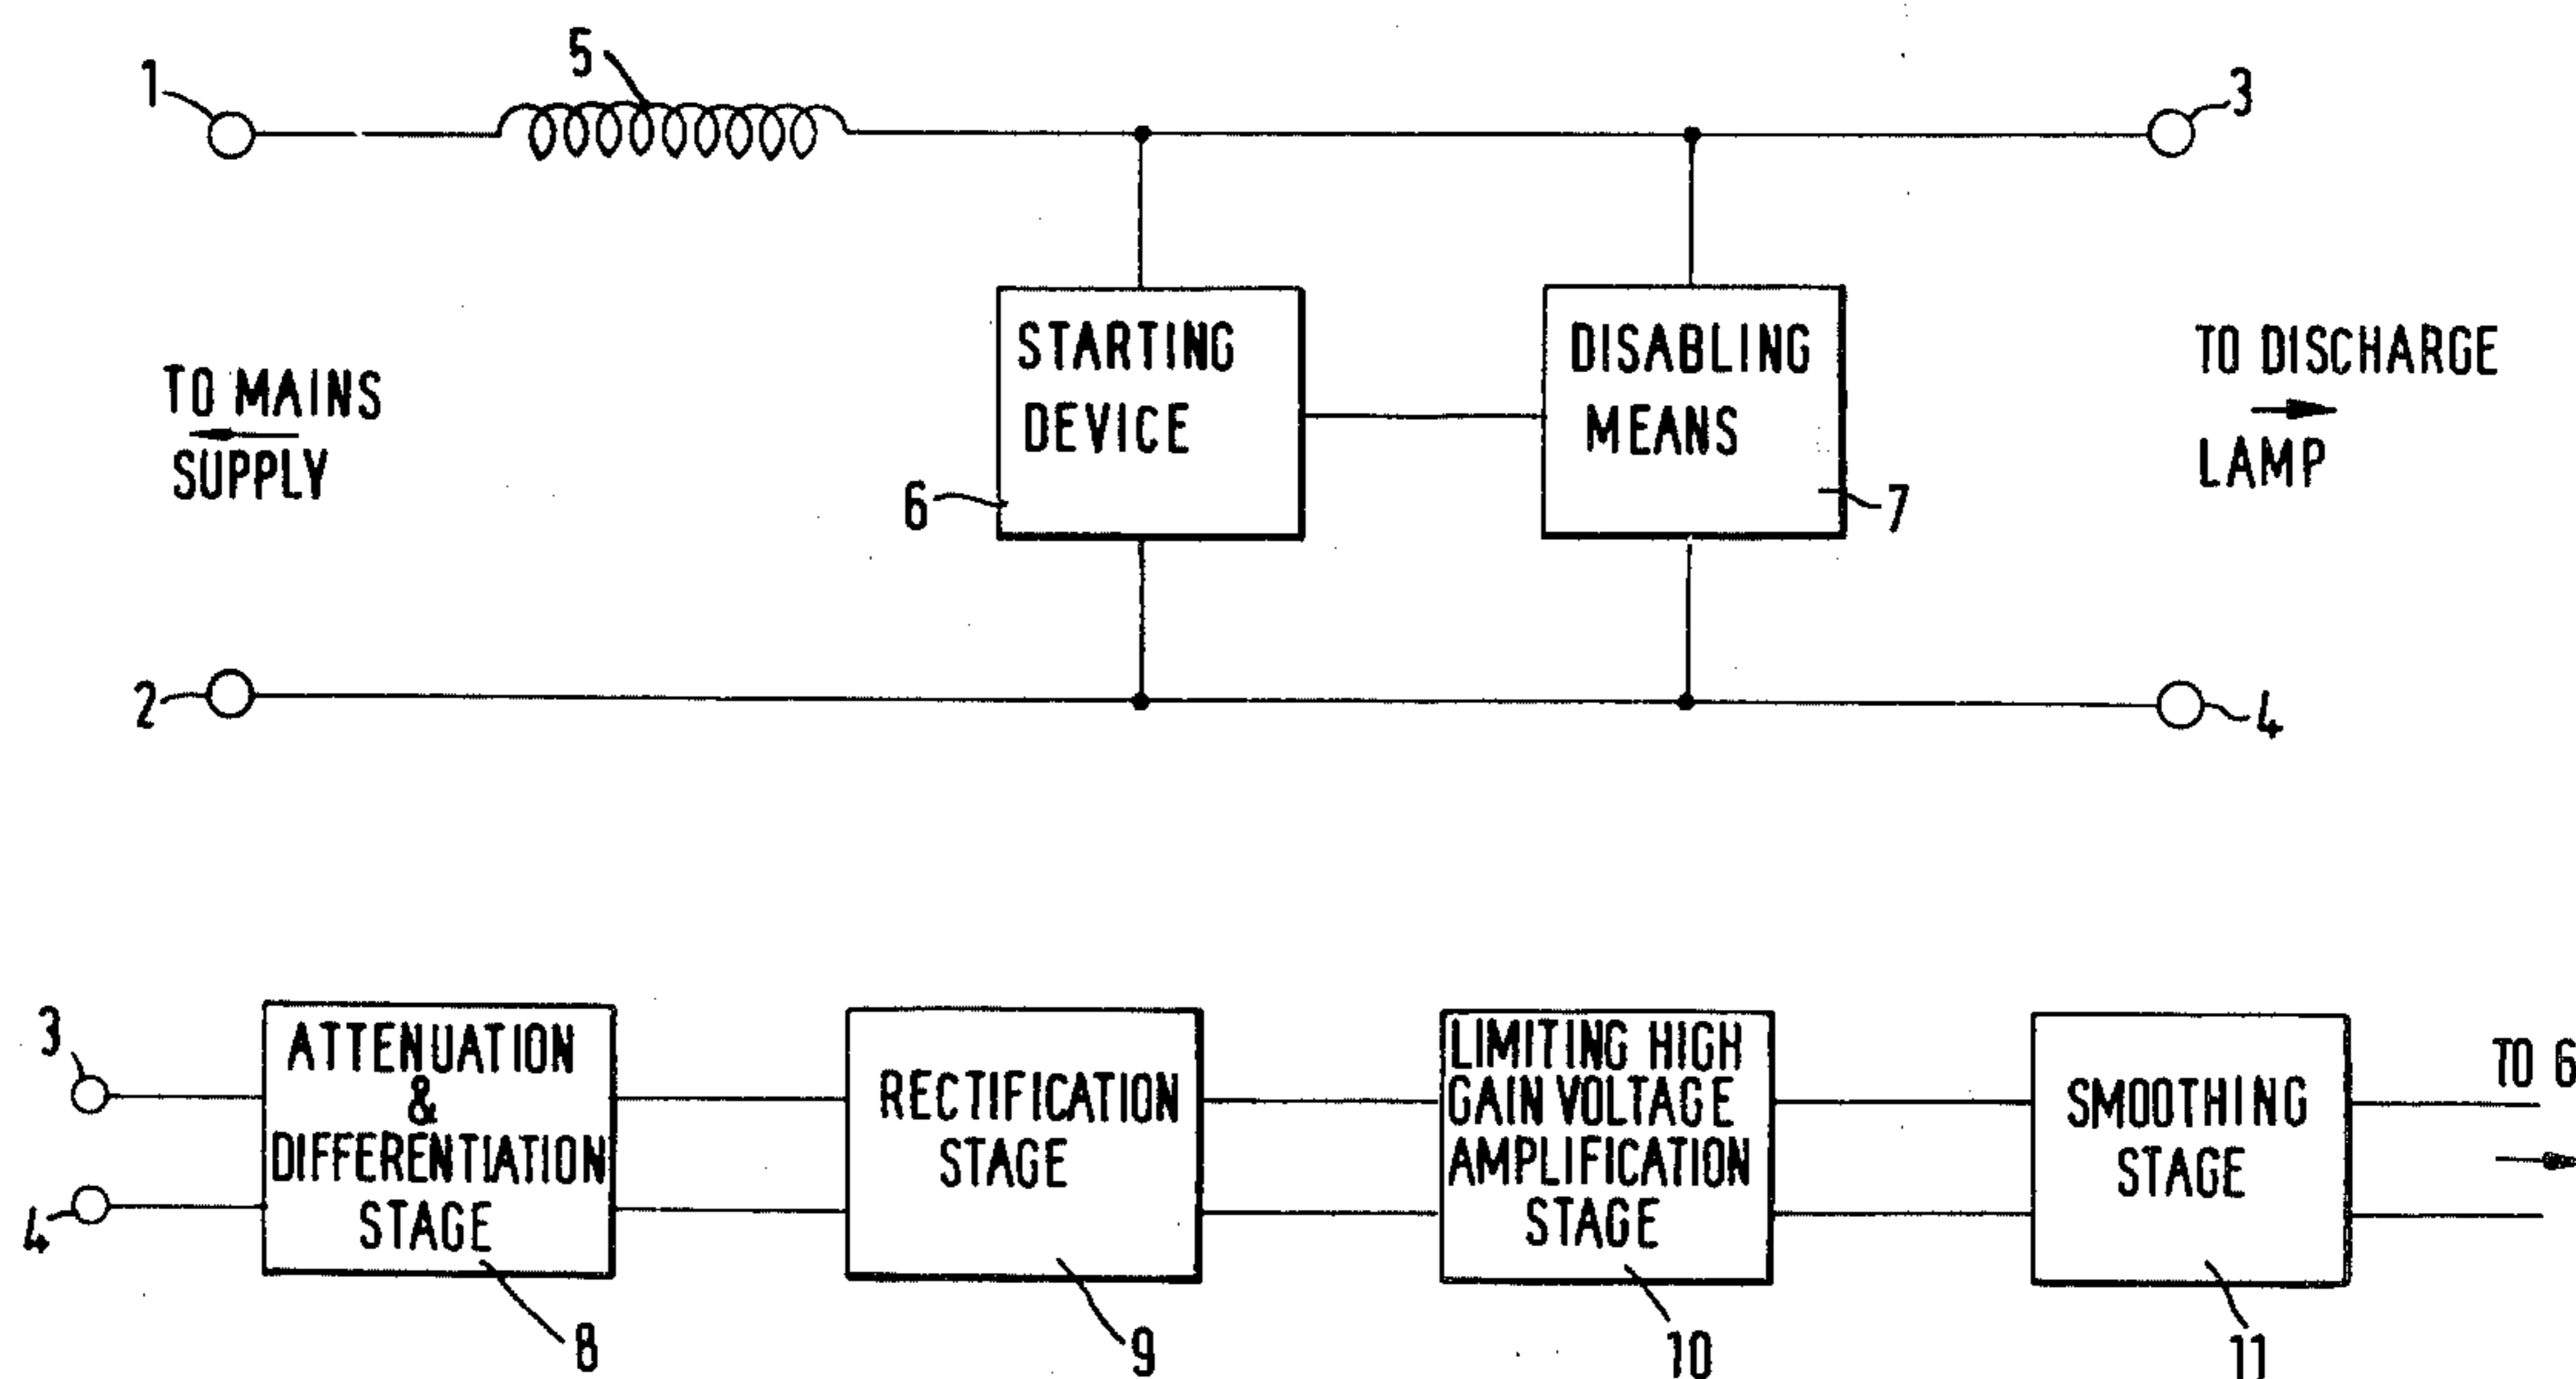 1
5
3
TO MAINS
SUPPLY
STARTING
DEVICE
6
DISABLING
MEANS
7
TO DISCHARGE
LAMP
2
4
3
4
ATTENUATION
&
DIFFERENTIATION
STAGE
8
RECTIFICATION
STAGE
9
LIMITING HIGH
GAIN VOLTAGE
AMPLIFICATION
STAGE
10
SMOOTHING
STAGE
11
TO 6